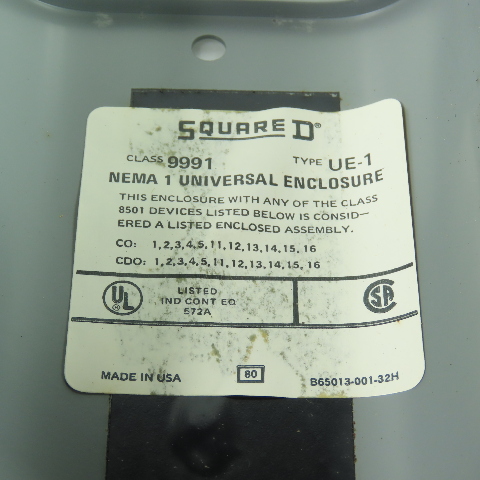 SQUARE D®
CLASS 9991 TYPE UE-1
NEMA 1 UNIVERSAL ENCLOSURE
THIS ENCLOSURE WITH ANY OF THE CLASS
8501 DEVICES LISTED BELOW IS CONSID-
ERED A LISTED ENCLOSED ASSEMBLY.
CO: 1,2,3,4,5,11,12,13,14,15,16
CDO: 1,2,3,4,5,11,12,13,14,15,16
UL LISTED SA
IND CONT EQ
572A
MADE IN USA 80 B65013-001-32H